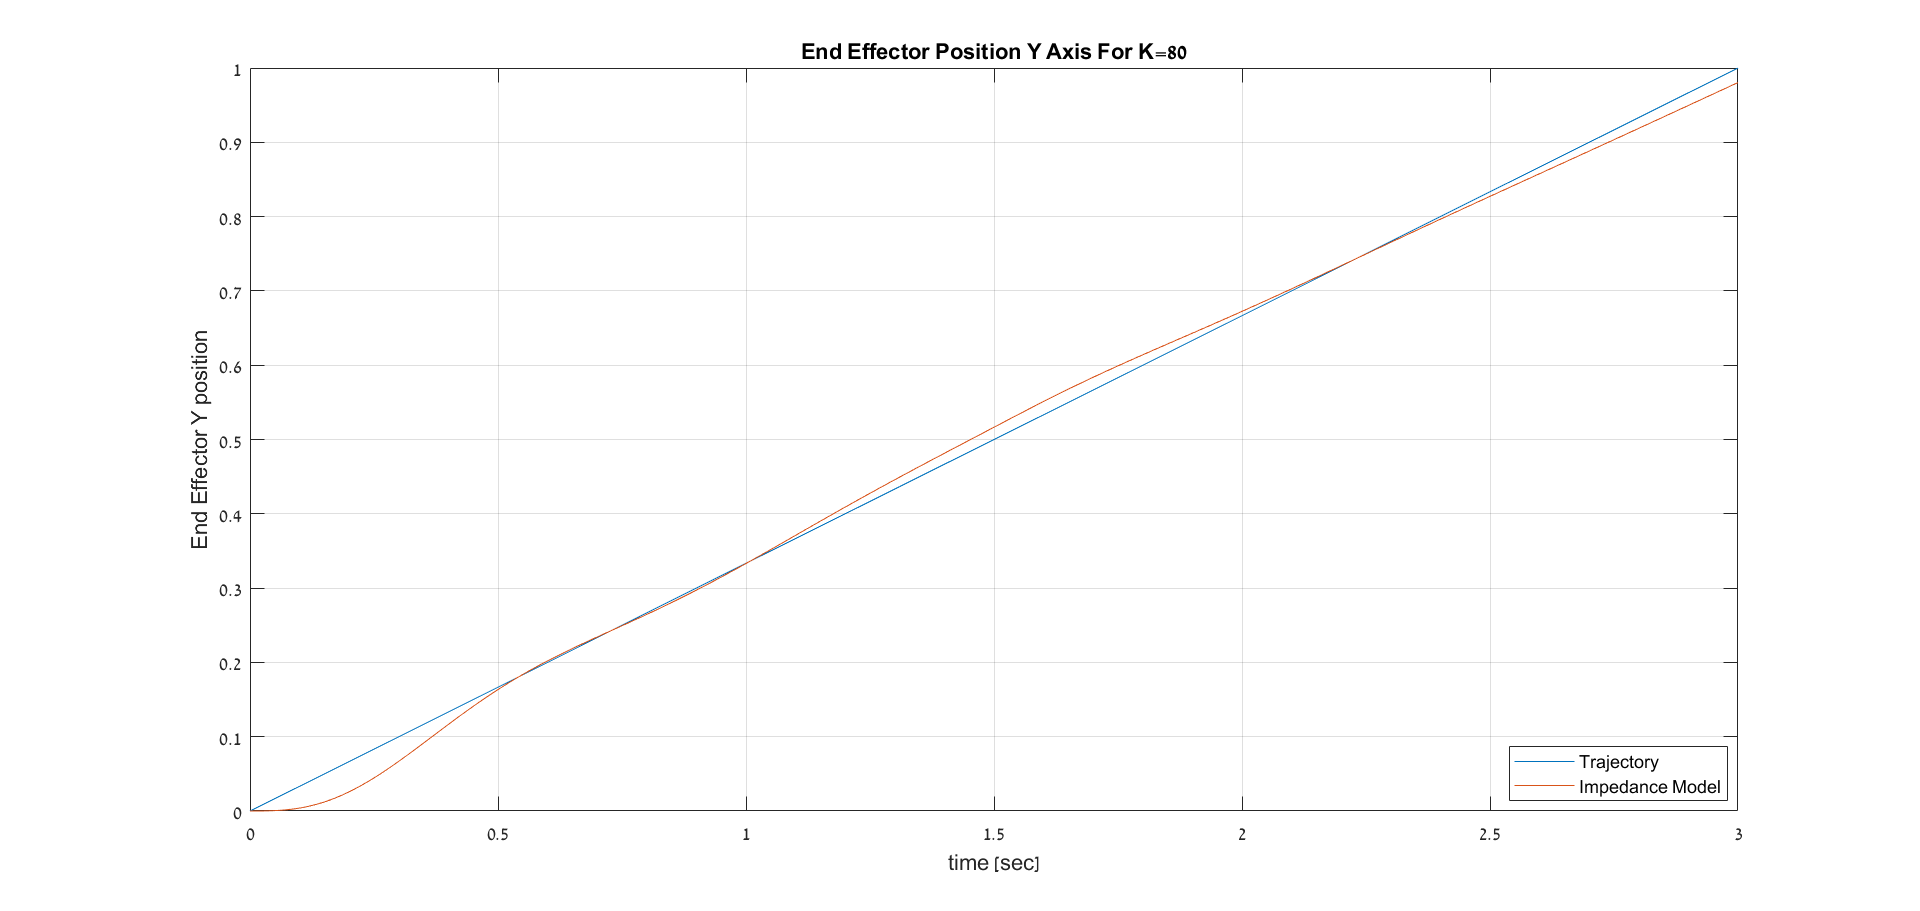 End Effector Position Y Axis For K=80
1
0.9
0.8
0.7
0.6
0.5
0.4
0.3
0.2
0.1
0
End Effector Y position
Trajectory
Impedance Model
0 0.5 1 1.5 2 2.5 3
time [sec]